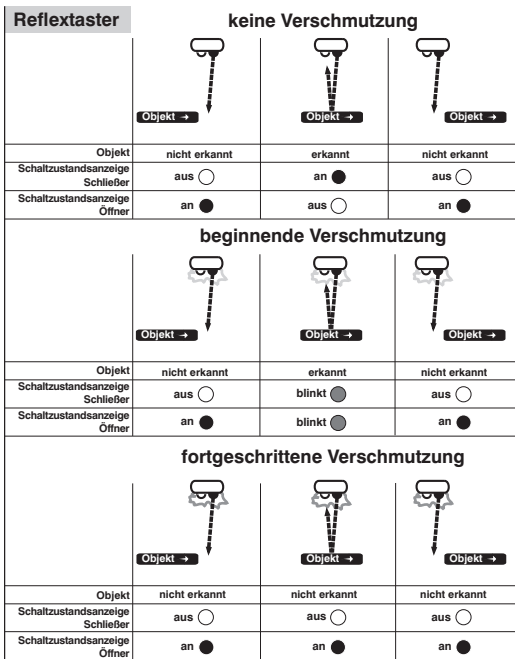 Reflextaster
keine Verschmutzung
Objekt → Objekt → Objekt →
Objekt nicht erkannt erkannt nicht erkannt
Schaltzustandsanzeige
Schließer aus an aus
Schaltzustandsanzeige
Öffner an aus an
beginnende Verschmutzung
Objekt → Objekt → Objekt →
Objekt nicht erkannt erkannt nicht erkannt
Schaltzustandsanzeige
Schließer aus blinkt aus
Schaltzustandsanzeige
Öffner an blinkt an
fortgeschrittene Verschmutzung
Objekt → Objekt → Objekt →
Objekt nicht erkannt nicht erkannt nicht erkannt
Schaltzustandsanzeige
Schließer aus aus aus
Schaltzustandsanzeige
Öffner an an an